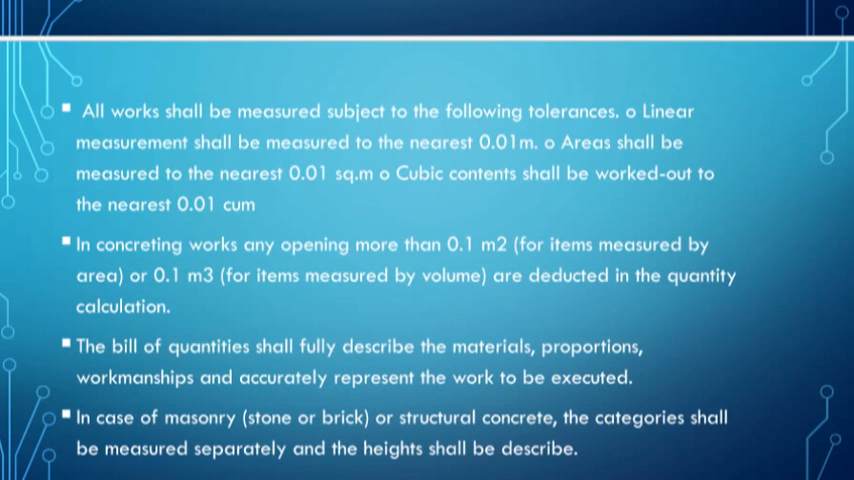 ▪ All works shall be measured subject to the following tolerances. o Linear
measurement shall be measured to the nearest 0.01m. o Areas shall be
measured to the nearest 0.01 sq.m o Cubic contents shall be worked-out to
the nearest 0.01 cum
▪ In concreting works any opening more than 0.1 m2 (for items measured by
area) or 0.1 m3 (for items measured by volume) are deducted in the quantity
calculation.
▪ The bill of quantities shall fully describe the materials, proportions,
workmanships and accurately represent the work to be executed.
▪ In case of masonry (stone or brick) or structural concrete, the categories shall
be measured separately and the heights shall be describe.